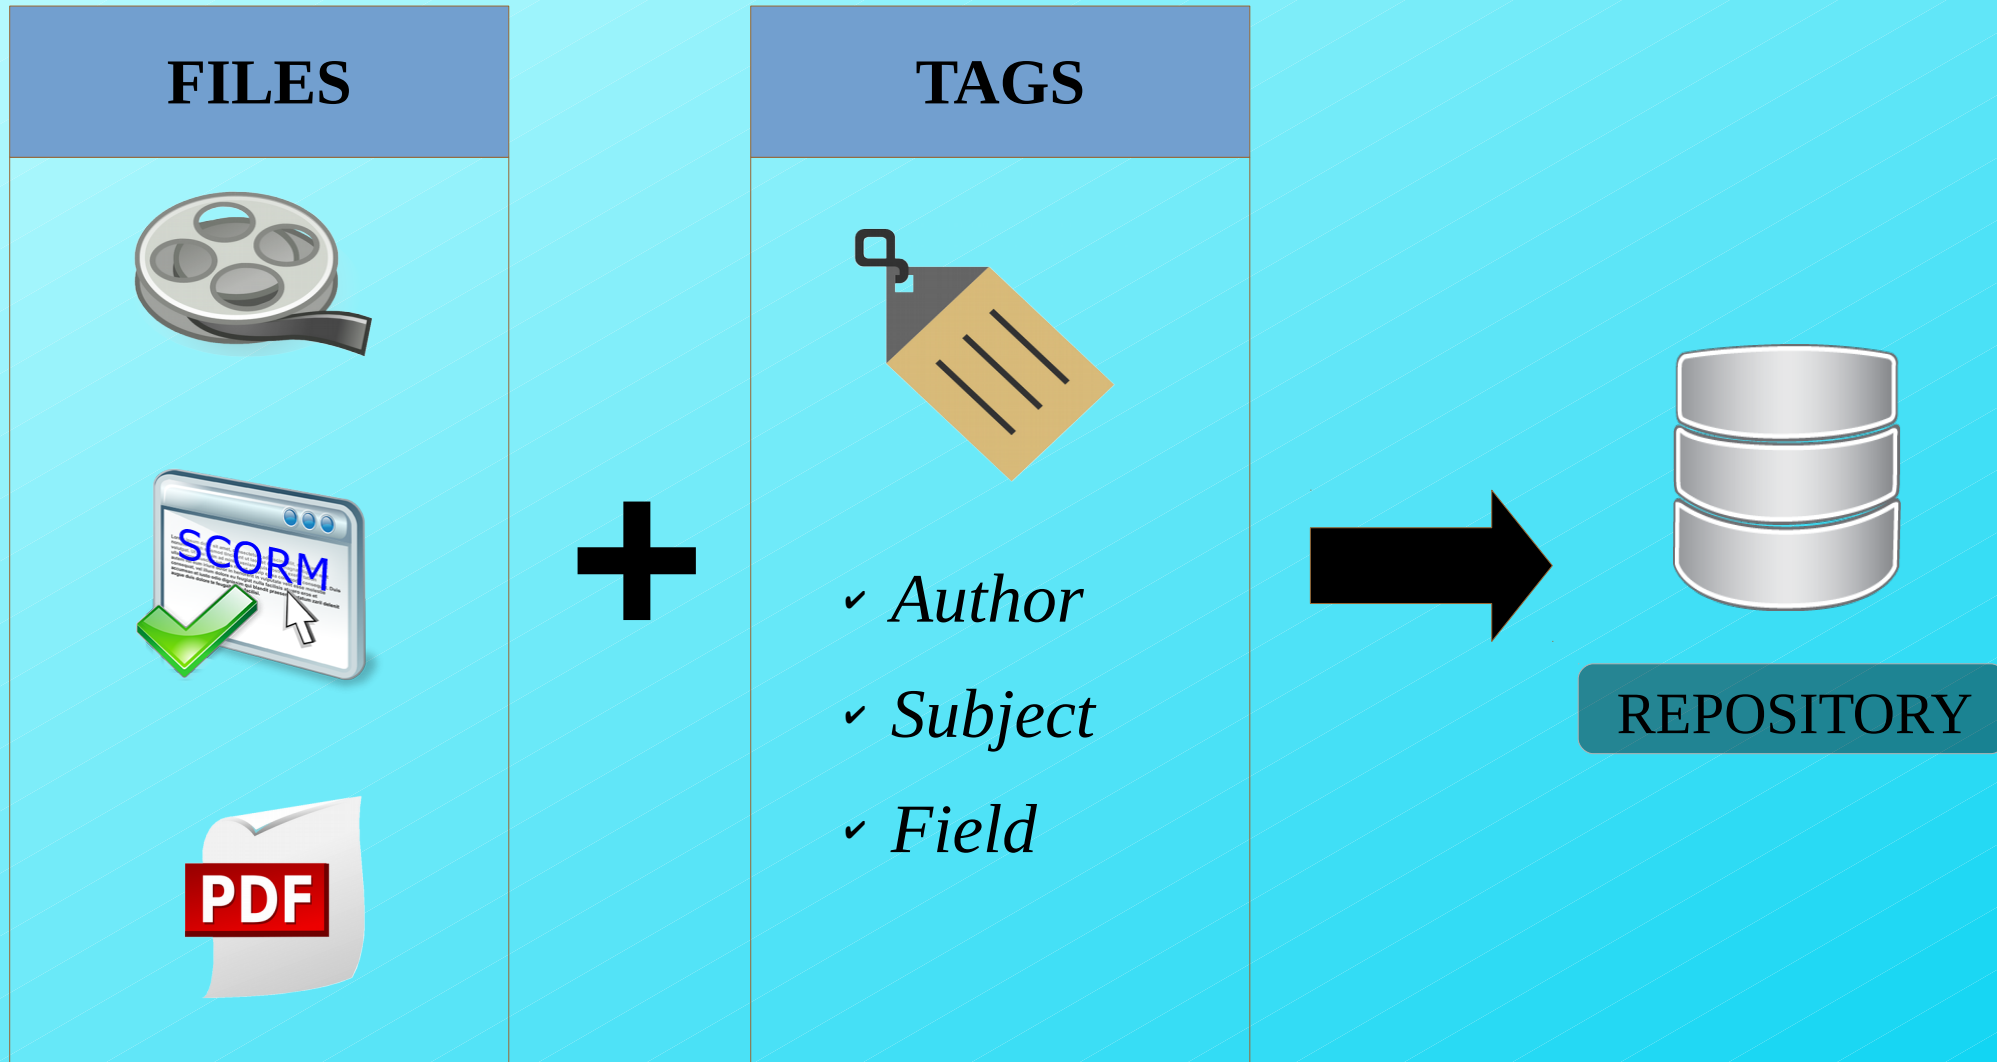 FILES
TAGS
SCORM
Author
Subject
Field
REPOSITORY
PDF